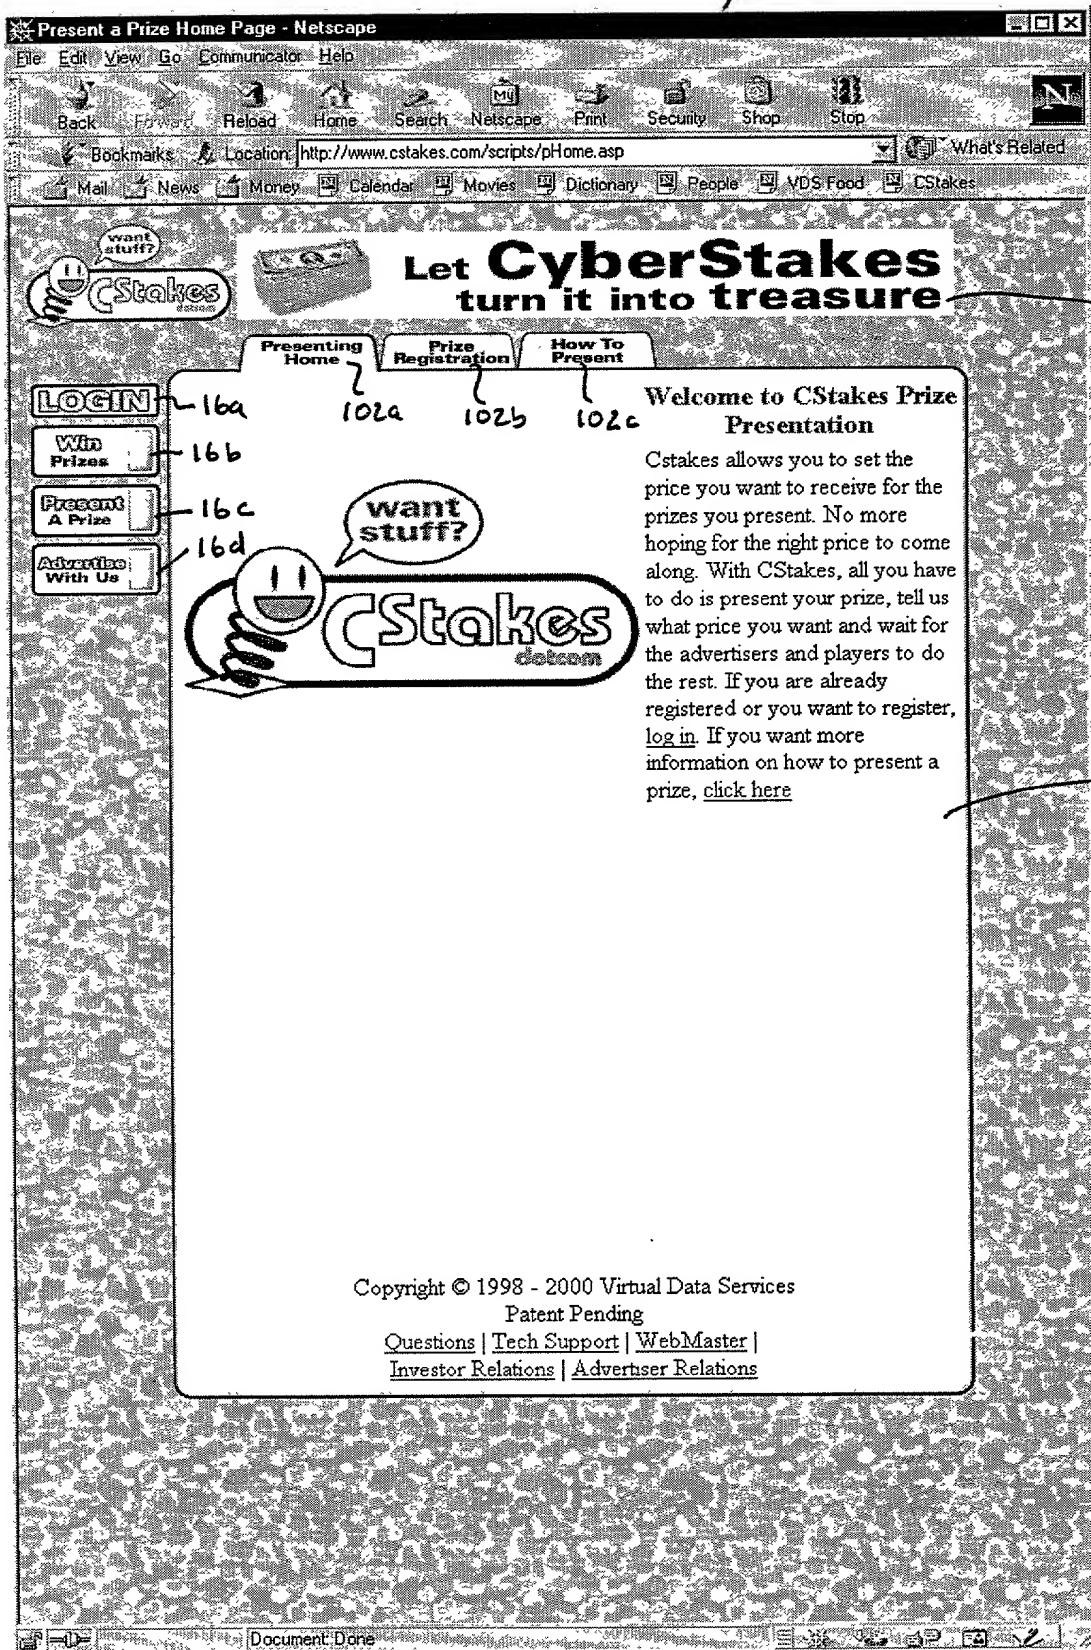 Present a Prize Home Page - Netscape
File Edit View Go Communicator Help
Back Forward Reload Home Search Netscape Print Security Shop Stop
My
N
Bookmarks Location: http://www.cstakes.com/scripts/pHome.asp What's Related
Mail News Money Calendar Movies Dictionary People VDS Food CStakes
want
stuff?
CStakes
dotcom
Let CyberStakes
turn it into treasure
Presenting
Home
Prize
Registration
How To
Present
102a 102b 102c
LOGIN
16a
Win
Prizes
16b
Present
A Prize
16c
Advertise
With Us
16d
want
stuff?
CStakes
dotcom
Welcome to CStakes Prize
Presentation
Cstakes allows you to set the
price you want to receive for the
prizes you present. No more
hoping for the right price to come
along. With CStakes, all you have
to do is present your prize, tell us
what price you want and wait for
the advertisers and players to do
the rest. If you are already
registered or you want to register,
log in. If you want more
information on how to present a
prize, click here
Copyright © 1998 - 2000 Virtual Data Services
Patent Pending
Questions | Tech Support | WebMaster |
Investor Relations | Advertiser Relations
Document: Done